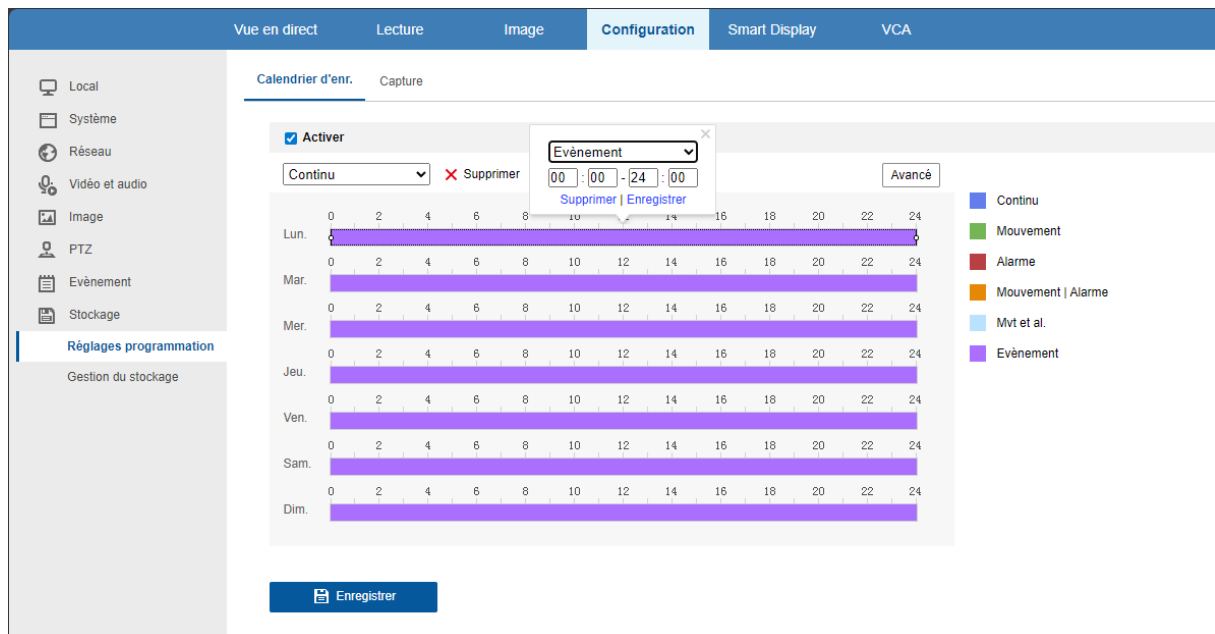 Vue en direct Lecture Image Configuration Smart Display VCA
Local
Système
Réseau
Vidéo et audio
Image
PTZ
Evènement
Stockage
Réglages programmation
Gestion du stockage
Calendrier d'enr. Capture
Activer
Continu Supprimer Avancé
Evènement
00 : 00 - 24 : 00
Supprimer | Enregistrer
0 2 4 6 8 10 12 14 16 18 20 22 24
Lun.
0 2 4 6 8 10 12 14 16 18 20 22 24
Mar.
0 2 4 6 8 10 12 14 16 18 20 22 24
Mer.
0 2 4 6 8 10 12 14 16 18 20 22 24
Jeu.
0 2 4 6 8 10 12 14 16 18 20 22 24
Ven.
0 2 4 6 8 10 12 14 16 18 20 22 24
Sam.
0 2 4 6 8 10 12 14 16 18 20 22 24
Dim.
Continu
Mouvement
Alarme
Mouvement | Alarme
Mvt et al.
Evènement
Enregistrer